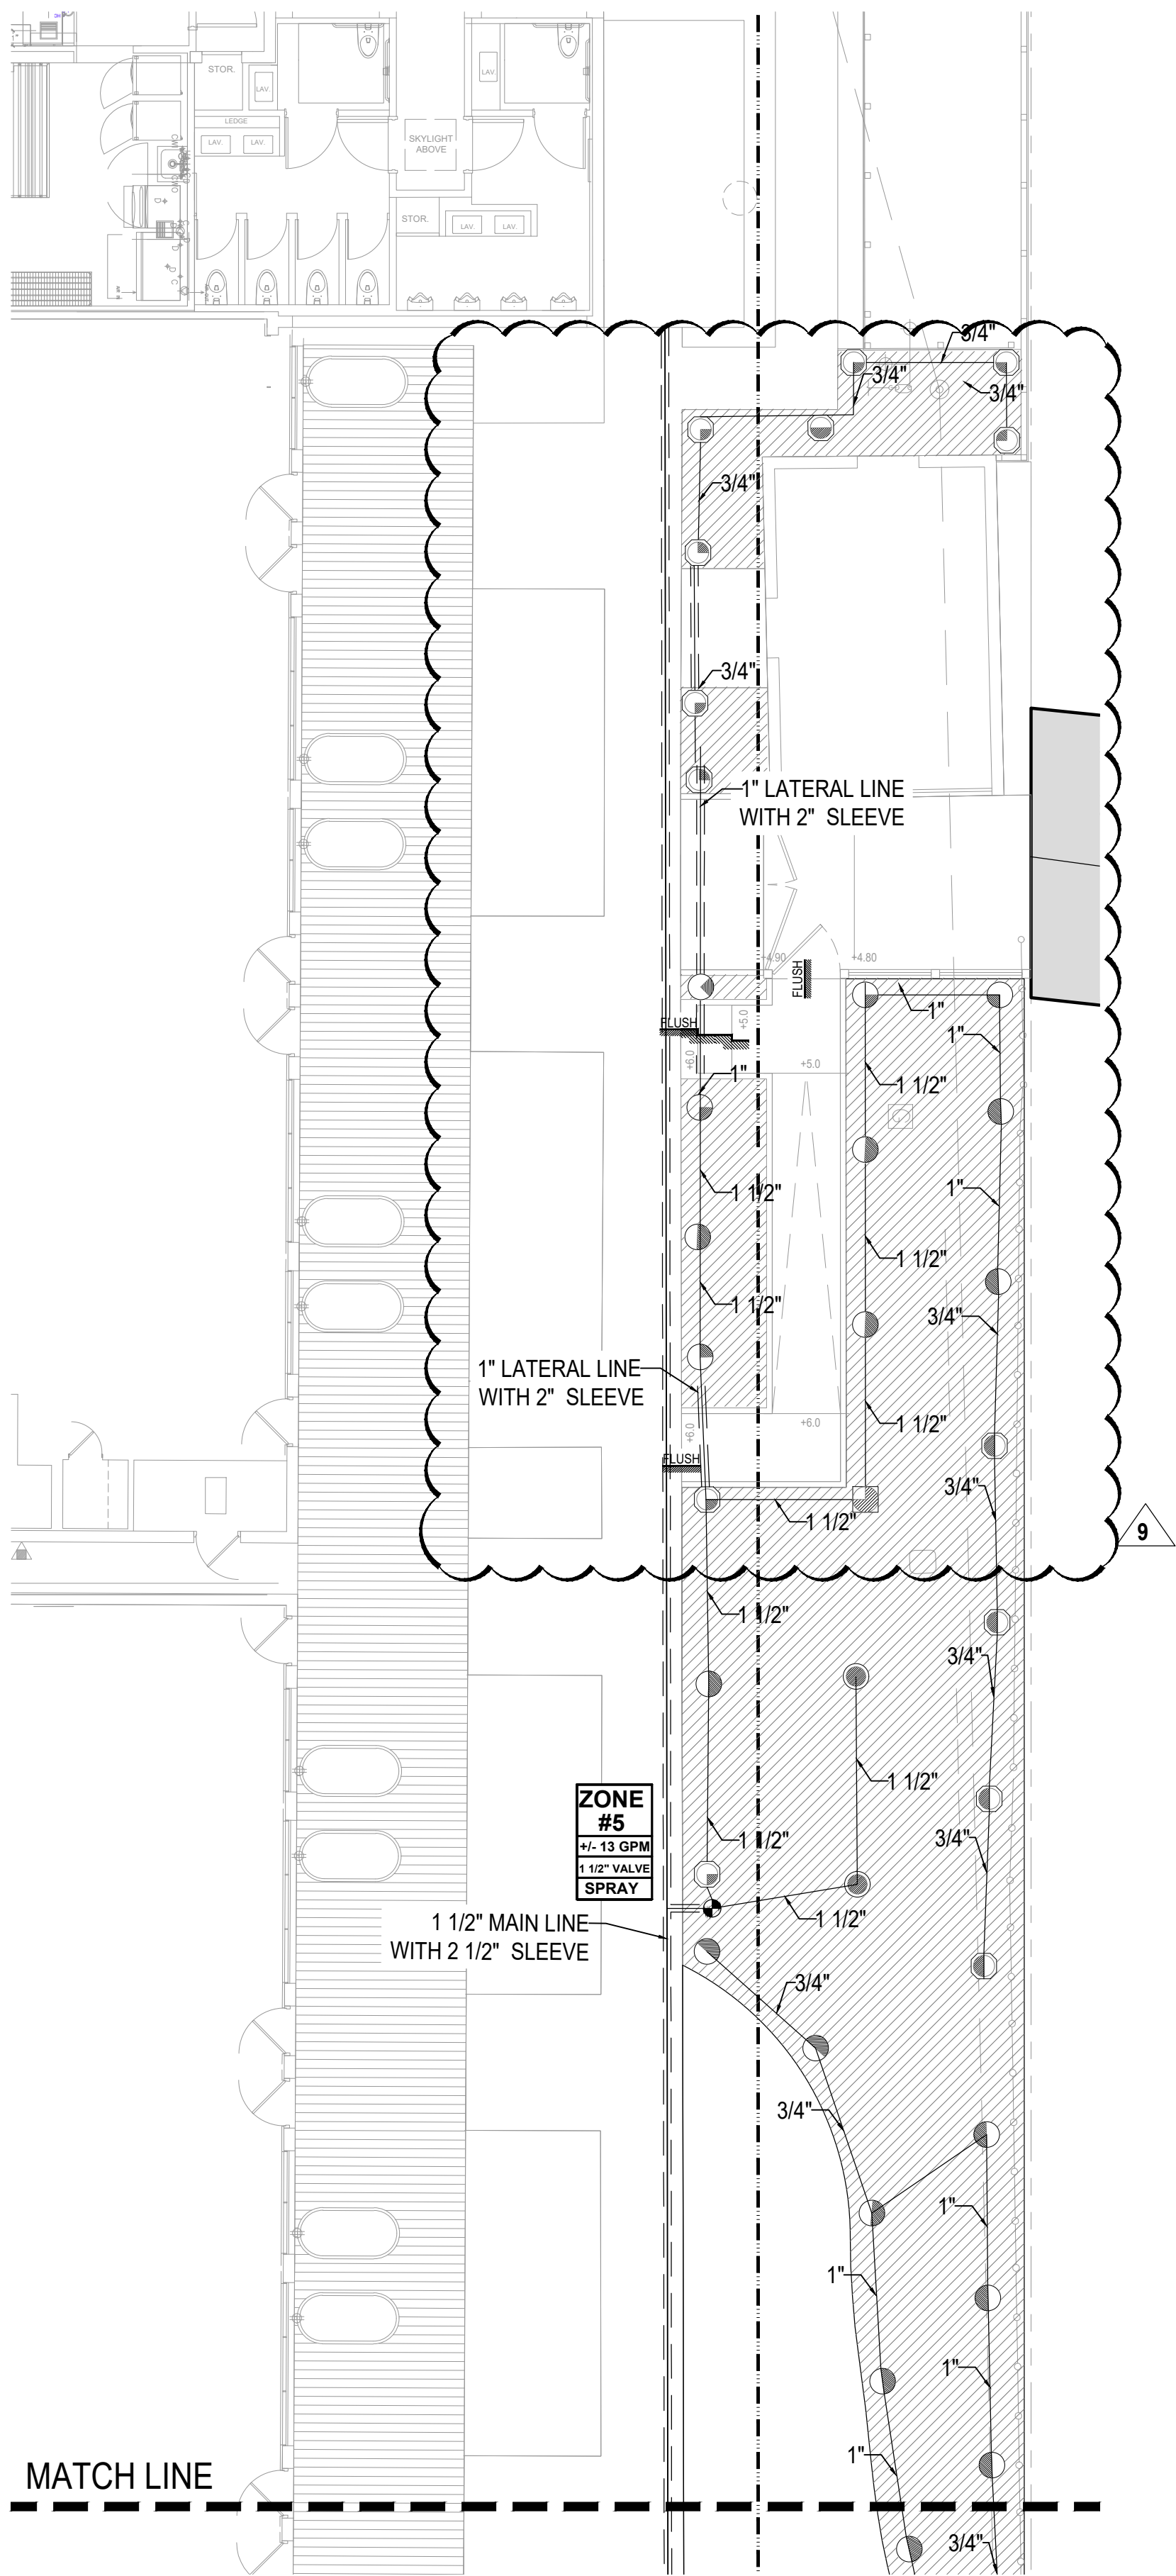 STOR.
LAV.
LAV.
LEDGE
LAV.
LAV.
SKYLIGHT
ABOVE
STOR.
LAV.
LAV.
3/4"
3/4"
3/4"
3/4"
3/4"
1" LATERAL LINE
WITH 2" SLEEVE
+4.90
+4.80
FLUSH
1"
FLUSH
+5.0
1"
+6.0
1"
+5.0
1 1/2"
1 1/2"
1"
1 1/2"
1 1/2"
3/4"
1" LATERAL LINE
WITH 2" SLEEVE
+6.0
+6.0
1 1/2"
FLUSH
3/4"
1 1/2"
9
1 1/2"
3/4"
1 1/2"
ZONE
#5
+/- 13 GPM
1 1/2" VALVE
SPRAY
1 1/2"
3/4"
1 1/2" MAIN LINE
WITH 2 1/2" SLEEVE
1 1/2"
3/4"
3/4"
1"
1"
1"
1"
MATCH LINE
3/4"